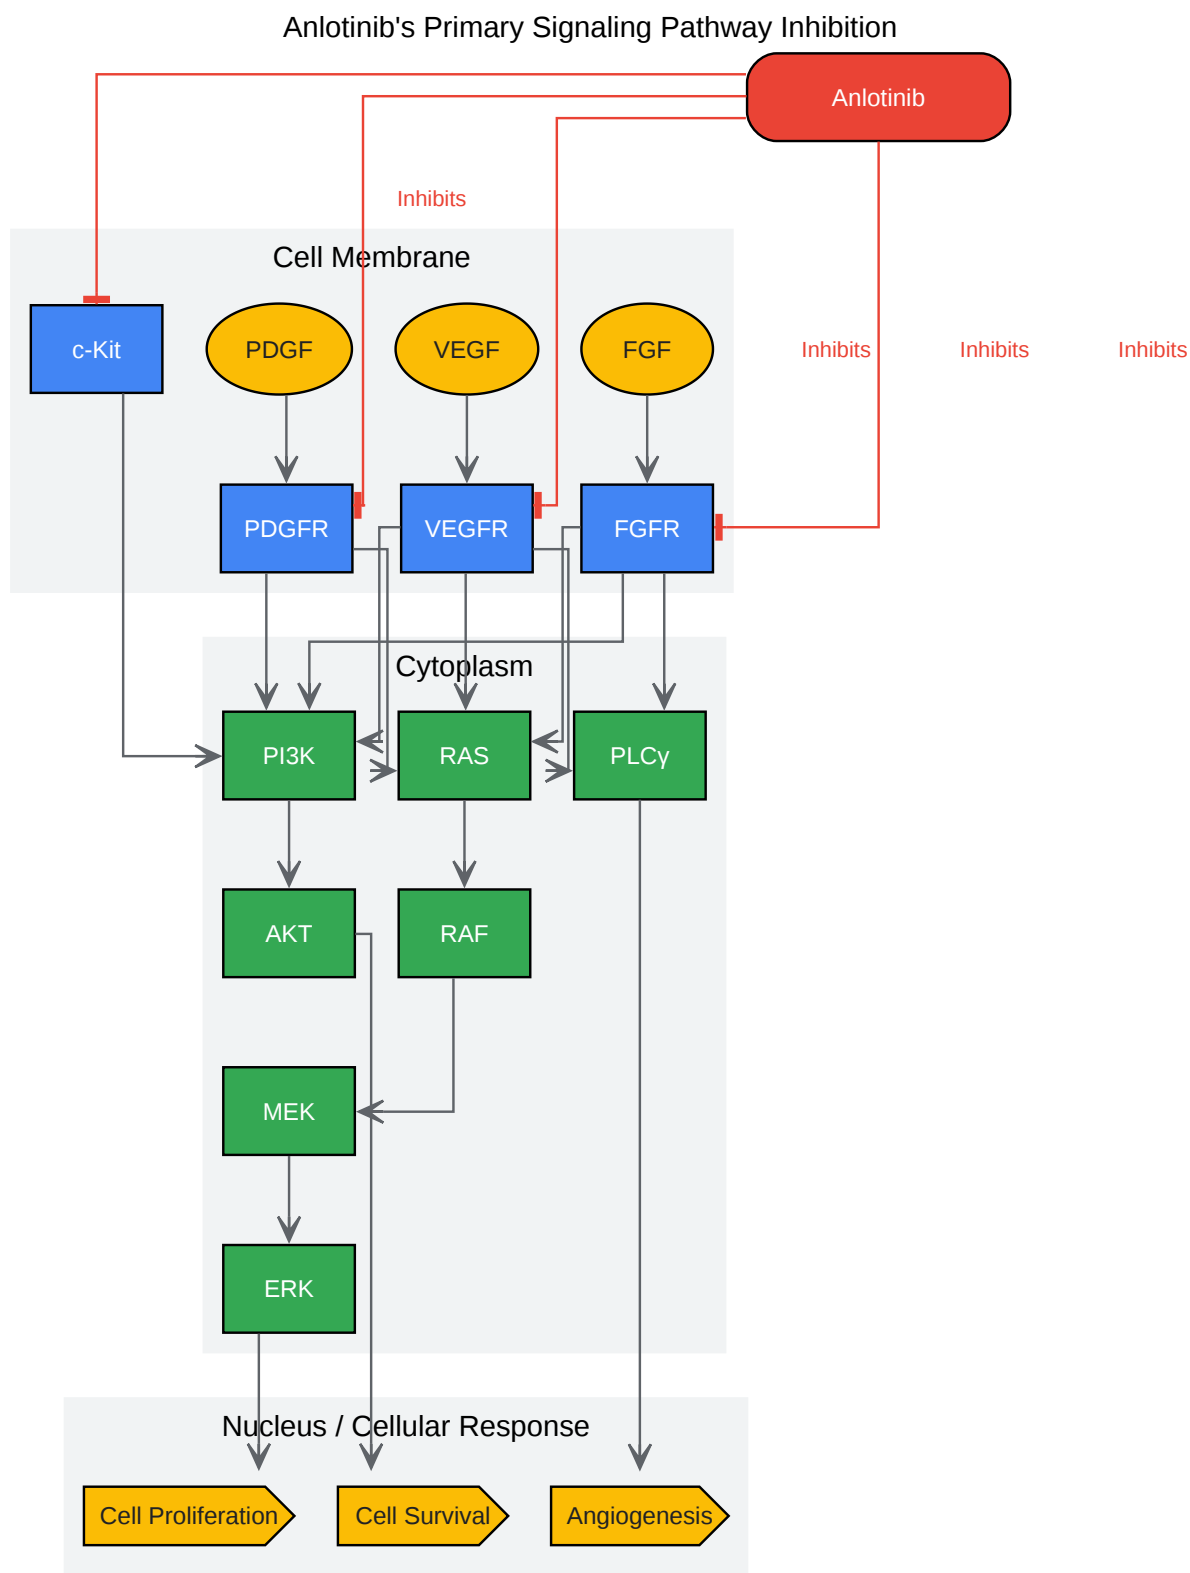 Anlotinib's Primary Signaling Pathway Inhibition
Anlotinib
Inhibits
Cell Membrane
c-Kit
PDGF
VEGF
FGF
Inhibits
Inhibits
Inhibits
PDGFR
VEGFR
FGFR
Cytoplasm
PI3K
RAS
PLCγ
AKT
RAF
MEK
ERK
Nucleus / Cellular Response
Cell Proliferation
Cell Survival
Angiogenesis